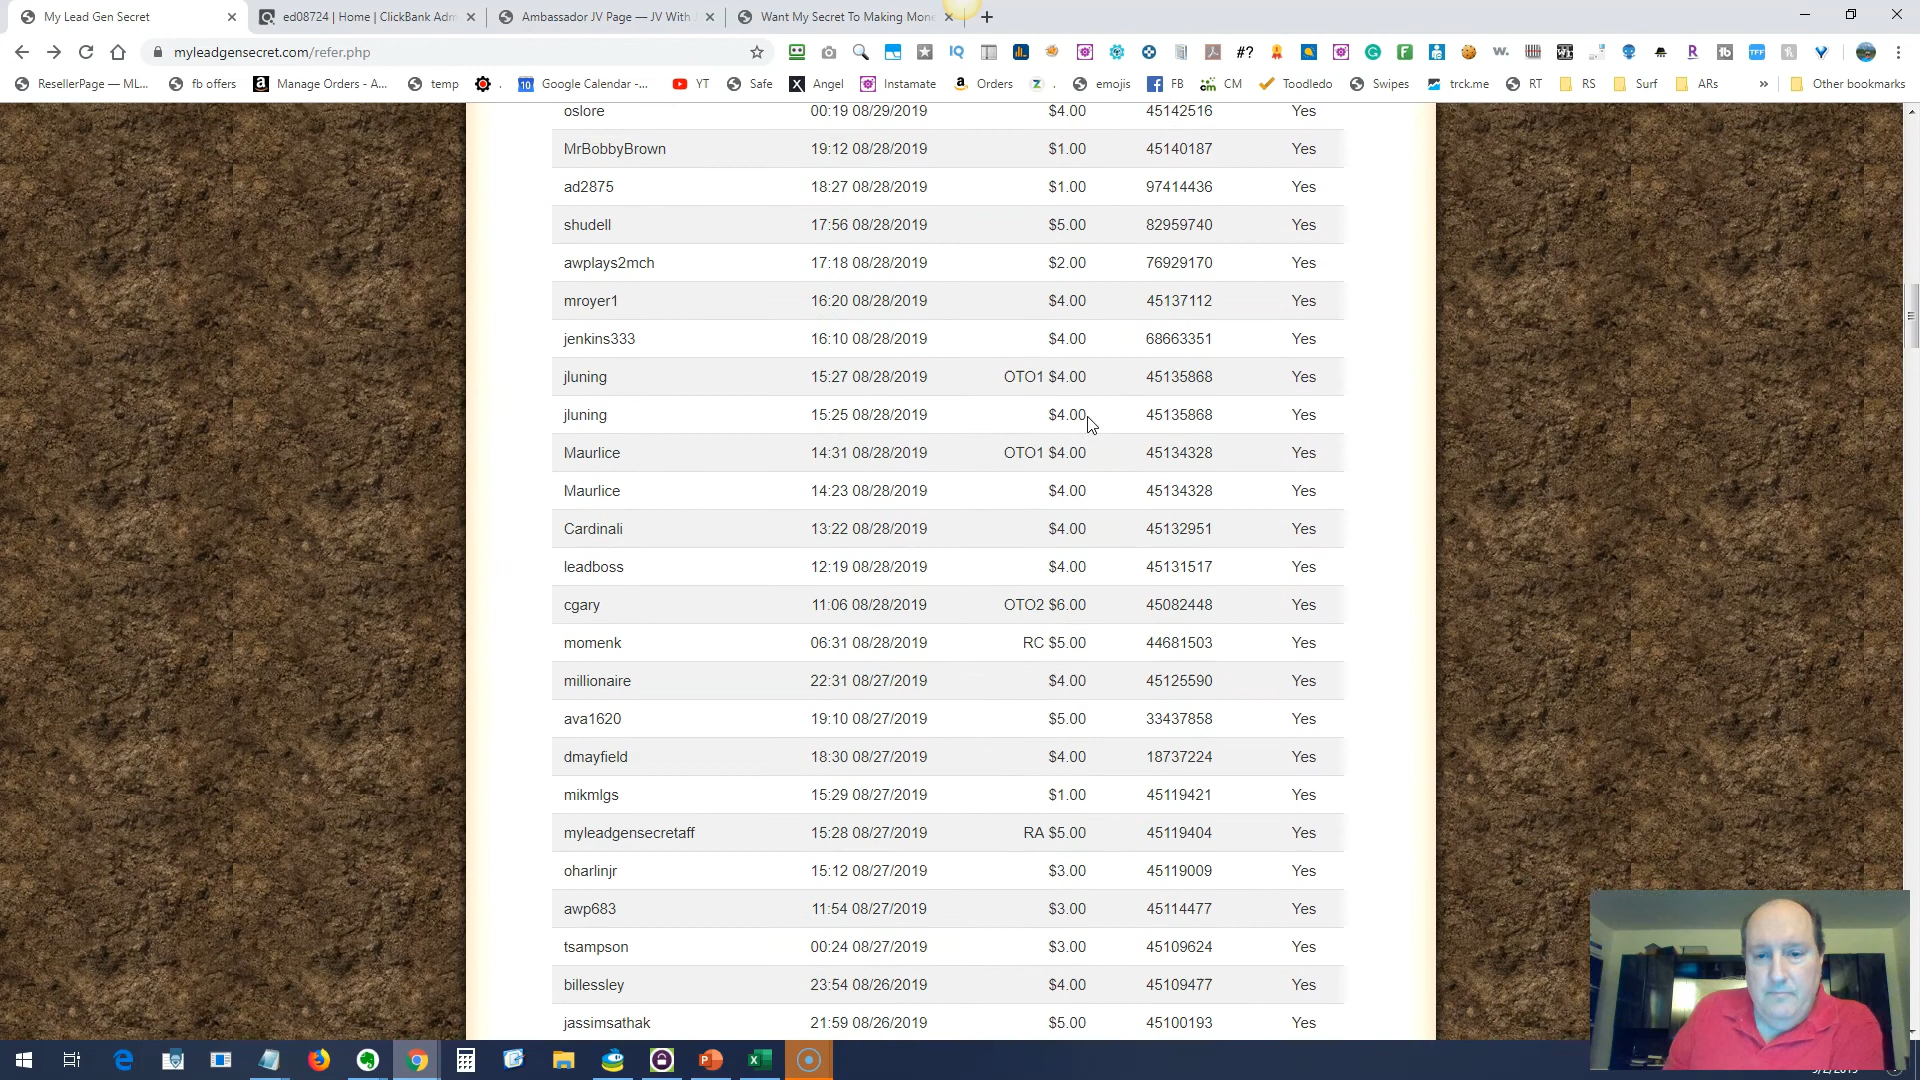 My Lead Gen Secret
ed08724 | Home | ClickBank Adm
Ambassador JV Page — JV With
Want My Secret To Making Mone
myleadgensecret.com/refer.php
ResellerPage — ML... fb offers Manage Orders - A... temp . Google Calendar -... YT Safe Angel Instamate Orders . emojis FB CM Toodledo Swipes trck.me RT RS Surf ARs » Other bookmarks
oslore 00:19 08/29/2019 $4.00 45142516 Yes
MrBobbyBrown 19:12 08/28/2019 $1.00 45140187 Yes
ad2875 18:27 08/28/2019 $1.00 97414436 Yes
shudell 17:56 08/28/2019 $5.00 82959740 Yes
awplays2mch 17:18 08/28/2019 $2.00 76929170 Yes
mroyer1 16:20 08/28/2019 $4.00 45137112 Yes
jenkins333 16:10 08/28/2019 $4.00 68663351 Yes
jluning 15:27 08/28/2019 OTO1 $4.00 45135868 Yes
jluning 15:25 08/28/2019 $4.00 45135868 Yes
Maurlice 14:31 08/28/2019 OTO1 $4.00 45134328 Yes
Maurlice 14:23 08/28/2019 $4.00 45134328 Yes
Cardinali 13:22 08/28/2019 $4.00 45132951 Yes
leadboss 12:19 08/28/2019 $4.00 45131517 Yes
cgary 11:06 08/28/2019 OTO2 $6.00 45082448 Yes
momenk 06:31 08/28/2019 RC $5.00 44681503 Yes
millionaire 22:31 08/27/2019 $4.00 45125590 Yes
ava1620 19:10 08/27/2019 $5.00 33437858 Yes
dmayfield 18:30 08/27/2019 $4.00 18737224 Yes
mikmlgs 15:29 08/27/2019 $1.00 45119421 Yes
myleadgensecretaff 15:28 08/27/2019 RA $5.00 45119404 Yes
oharlinjr 15:12 08/27/2019 $3.00 45119009 Yes
awp683 11:54 08/27/2019 $3.00 45114477 Yes
tsampson 00:24 08/27/2019 $3.00 45109624 Yes
billessley 23:54 08/26/2019 $4.00 45109477 Yes
jassimsathak 21:59 08/26/2019 $5.00 45100193 Yes